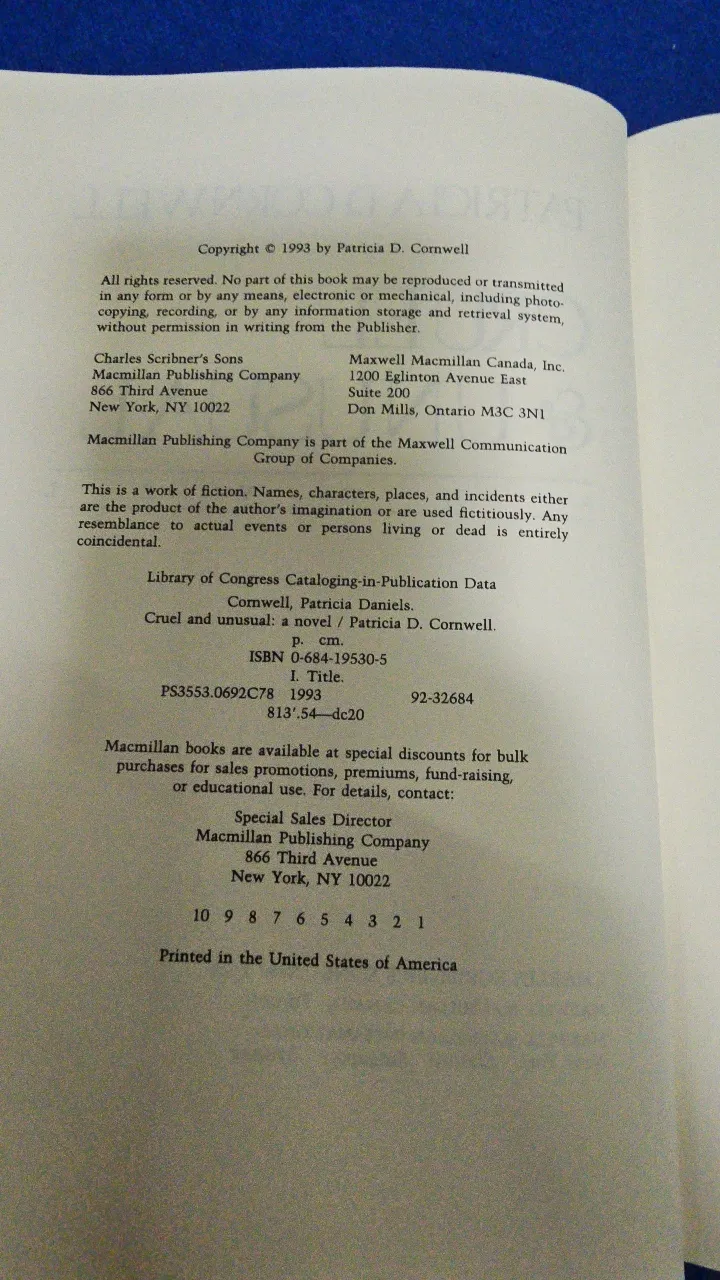 Copyright © 1993 by Patricia D. Cornwell
All rights reserved. No part of this book may be reproduced or transmitted
in any form or by any means, electronic or mechanical, including photo-
copying, recording, or by any information storage and retrieval system,
without permission in writing from the Publisher.
Charles Scribner's Sons
Macmillan Publishing Company
866 Third Avenue
New York, NY 10022
Maxwell Macmillan Canada, Inc.
1200 Eglinton Avenue East
Suite 200
Don Mills, Ontario M3C 3N1
Macmillan Publishing Company is part of the Maxwell Communication
Group of Companies.
This is a work of fiction. Names, characters, places, and incidents either
are the product of the author's imagination or are used fictitiously. Any
resemblance to actual events or persons living or dead is entirely
coincidental.
Library of Congress Cataloging-in-Publication Data
Cornwell, Patricia Daniels.
Cruel and unusual: a novel / Patricia D. Cornwell.
p. cm.
ISBN 0-684-19530-5
I. Title.
PS3553.0692C78 1993 92-32684
813'.54—dc20
Macmillan books are available at special discounts for bulk
purchases for sales promotions, premiums, fund-raising,
or educational use. For details, contact:
Special Sales Director
Macmillan Publishing Company
866 Third Avenue
New York, NY 10022
10 9 8 7 6 5 4 3 2 1
Printed in the United States of America